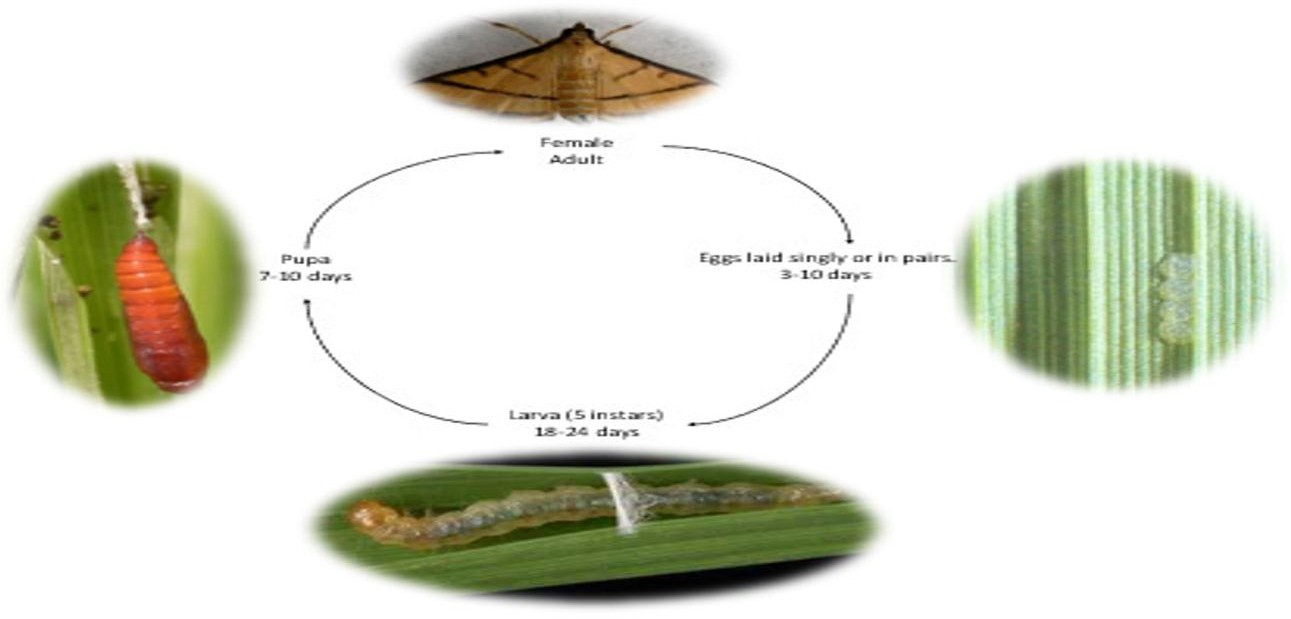 Female
Adult
Eggs laid singly or in pairs.
3-10 days
Larva (5 instars)
18-24 days
Pupa
7-10 days